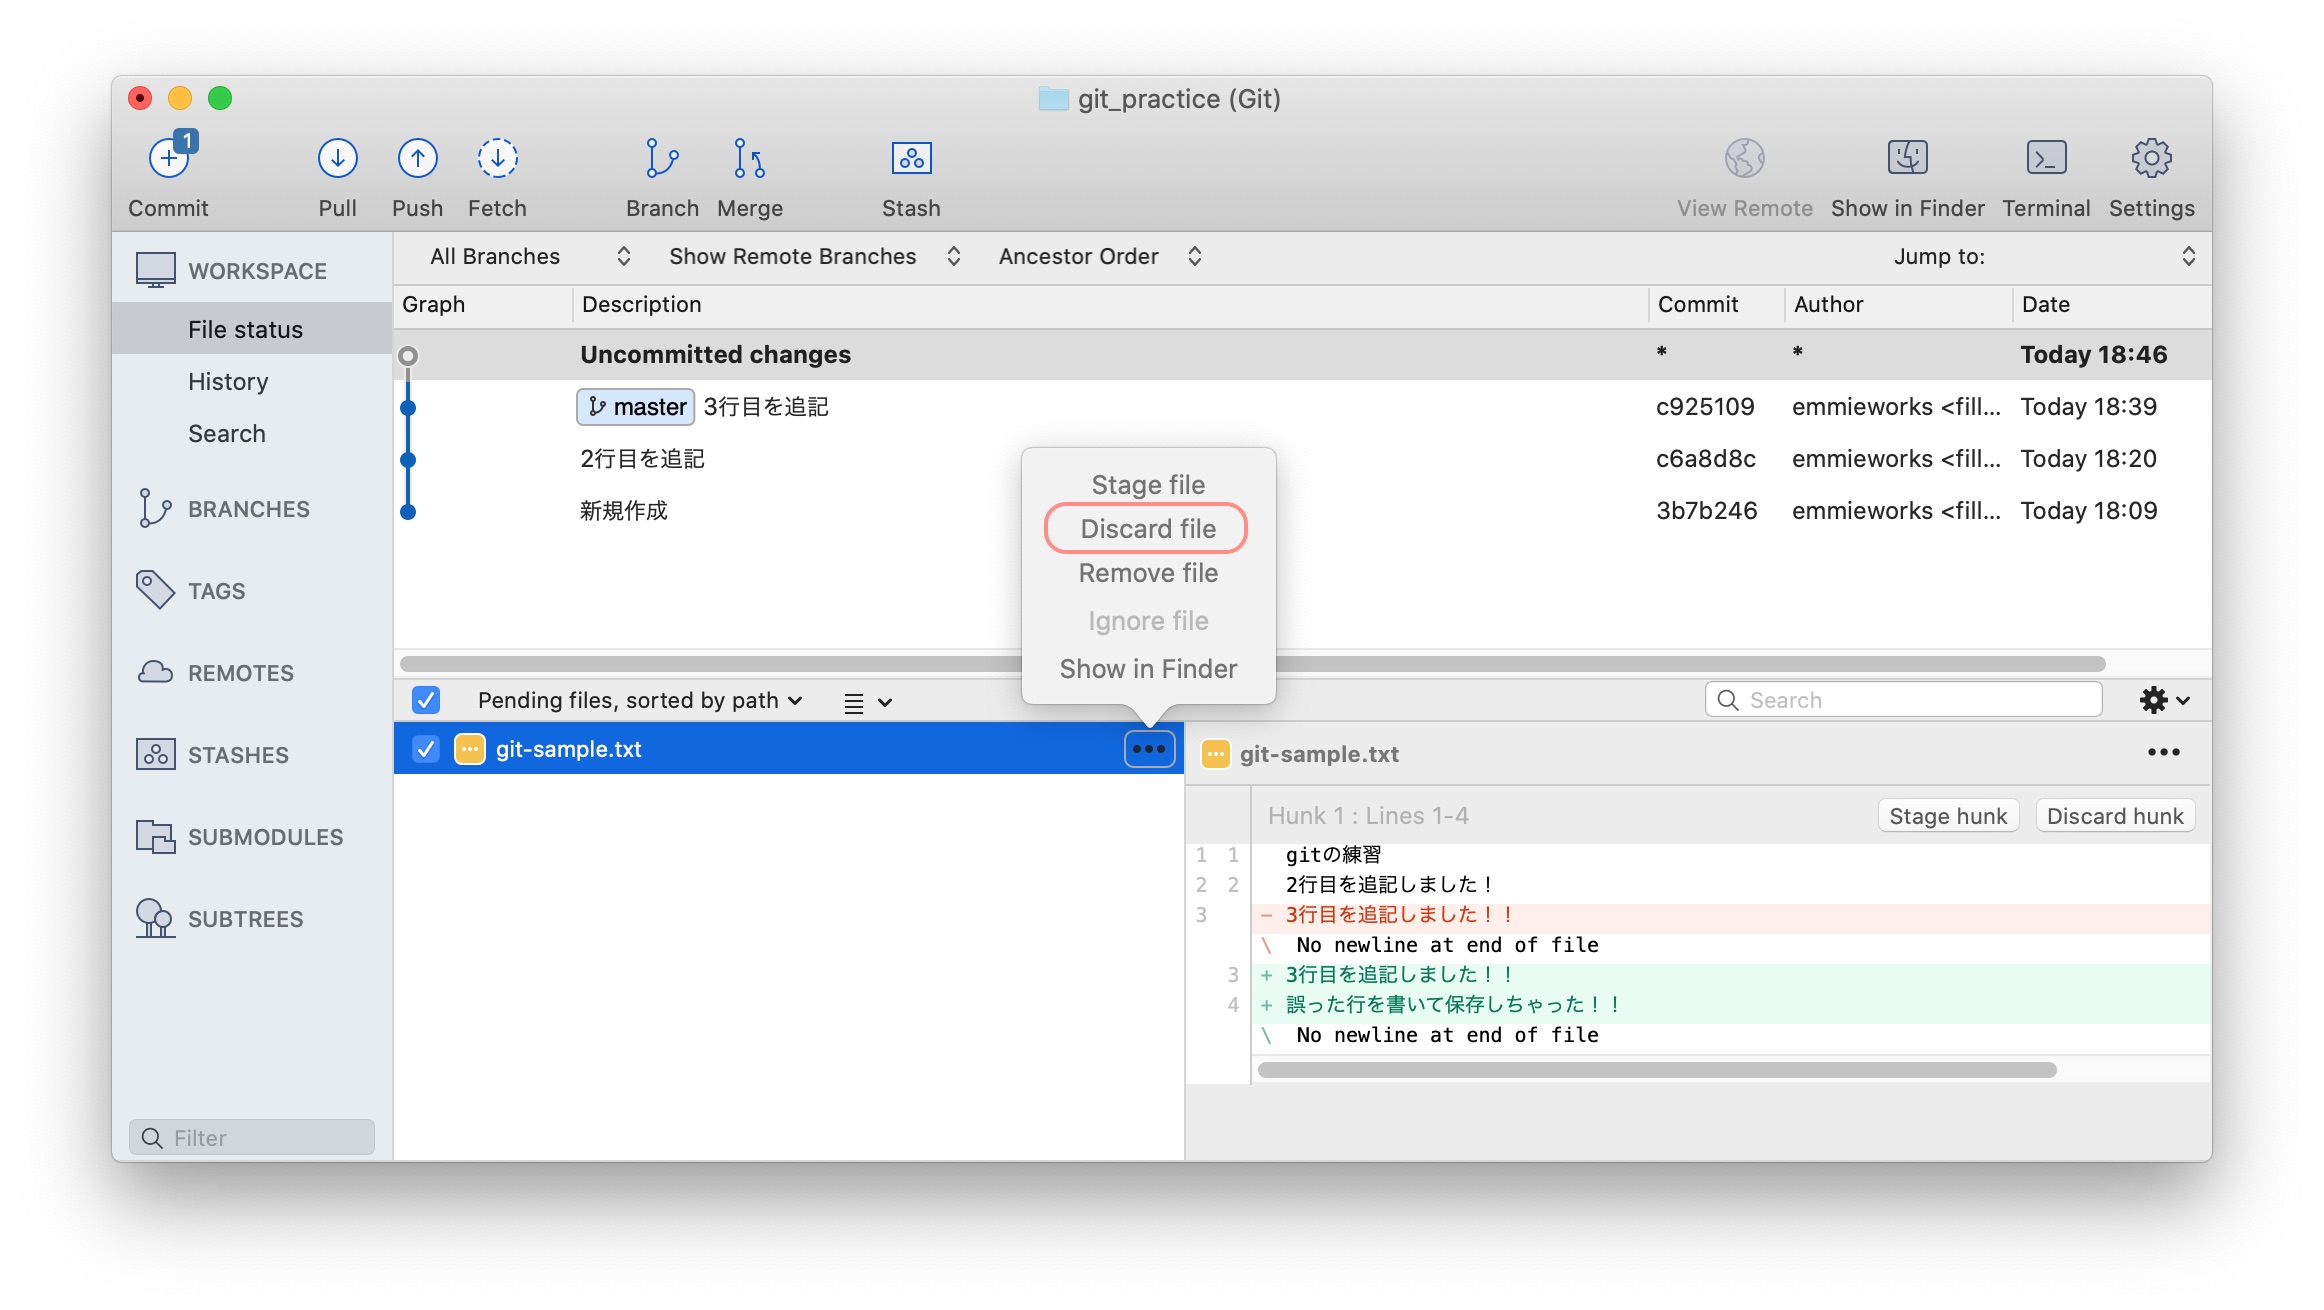 git_practice (Git)
1
Commit
Pull
Push
Fetch
Branch
Merge
Stash
View Remote
Show in Finder
Terminal
Settings
WORKSPACE
File status
History
Search
BRANCHES
TAGS
REMOTES
STASHES
SUBMODULES
SUBTREES
Filter
All Branches
Show Remote Branches
Ancestor Order
Jump to:
Graph Description Commit Author Date
Uncommitted changes * * Today 18:46
master 3行目を追記 c925109 emmieworks <fill... Today 18:39
2行目を追記 c6a8d8c emmieworks <fill... Today 18:20
新規作成 3b7b246 emmieworks <fill... Today 18:09
Stage file
Discard file
Remove file
Ignore file
Show in Finder
Pending files, sorted by path
Search
git-sample.txt
git-sample.txt
Hunk 1 : Lines 1-4
Stage hunk
Discard hunk
1 1 gitの練習
2 2 2行目を追記しました！
3 - 3行目を追記しました！！
\ No newline at end of file
3 + 3行目を追記しました！！
4 + 誤った行を書いて保存しちゃった！！
\ No newline at end of file